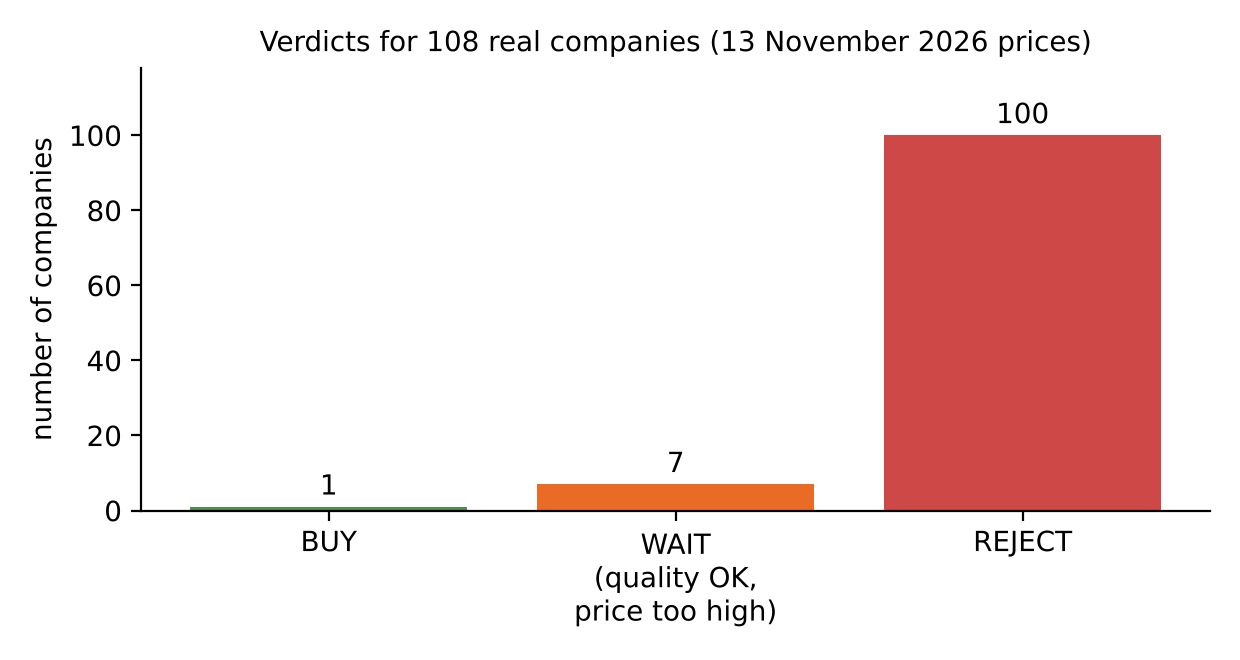 Verdicts for 108 real companies (13 November 2026 prices)
number of companies
100
80
60
40
20
0
1
7
100
BUY
WAIT
(quality OK,
price too high)
REJECT